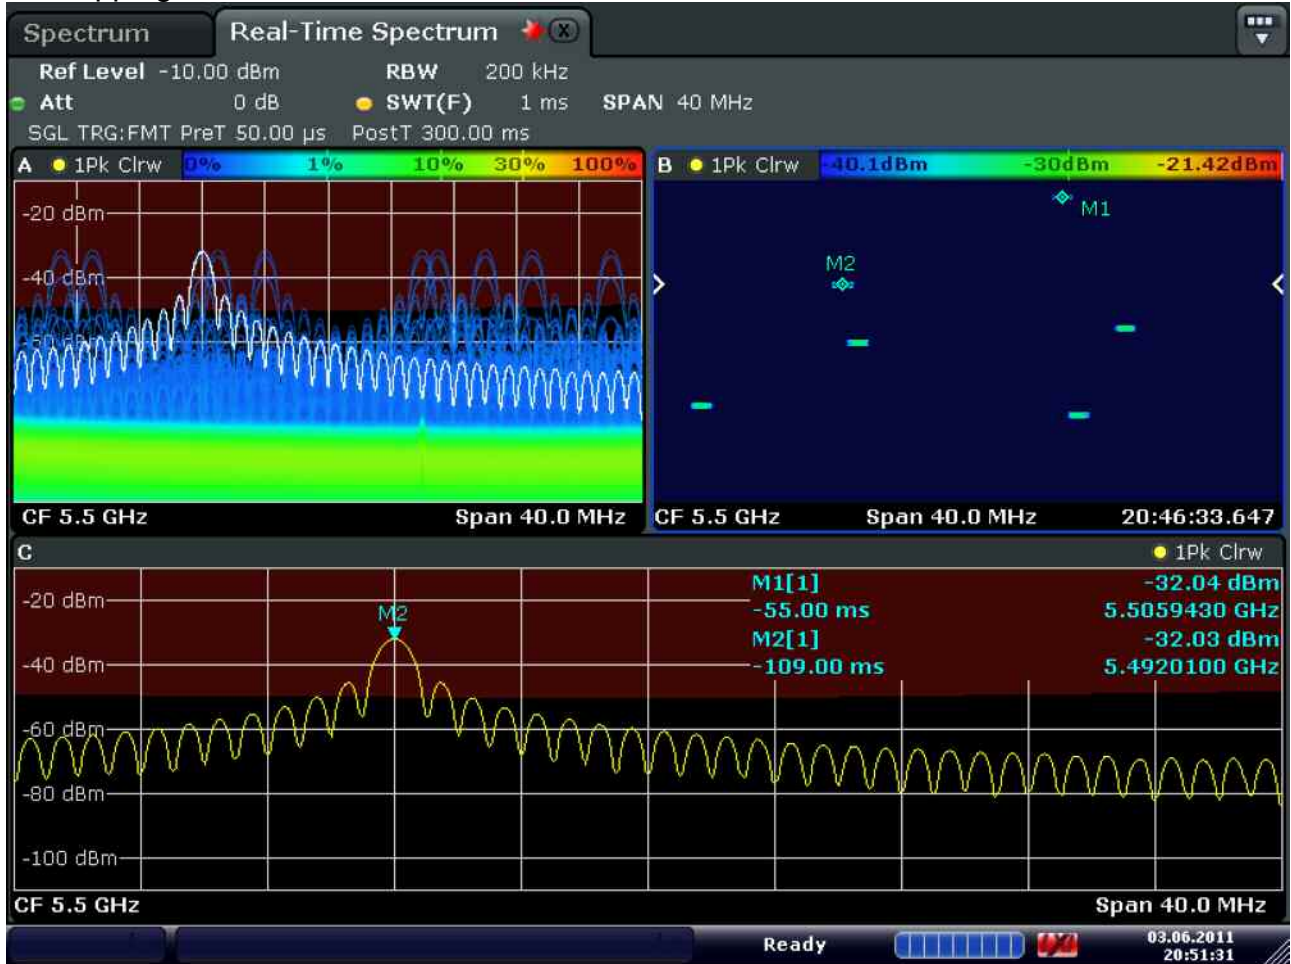 Spectrum
Real-Time Spectrum X
Ref Level -10.00 dBm RBW 200 kHz
Att 0 dB SWT(F) 1 ms SPAN 40 MHz
SGL TRG:FMT PreT 50.00 µs PostT 300.00 ms
A 1Pk Clrw 0% 1% 10% 30% 100%
-20 dBm
-40 dBm
CF 5.5 GHz Span 40.0 MHz
B 1Pk Clrw -40.1dBm -30dBm -21.42dBm
M1
M2
CF 5.5 GHz Span 40.0 MHz 20:46:33.647
C 1Pk Clrw
M1[1] -32.04 dBm
-55.00 ms 5.5059430 GHz
M2[1] -32.03 dBm
-109.00 ms 5.4920100 GHz
-20 dBm
M2
-40 dBm
-60 dBm
-80 dBm
-100 dBm
CF 5.5 GHz Span 40.0 MHz
Ready
03.06.2011
20:51:31